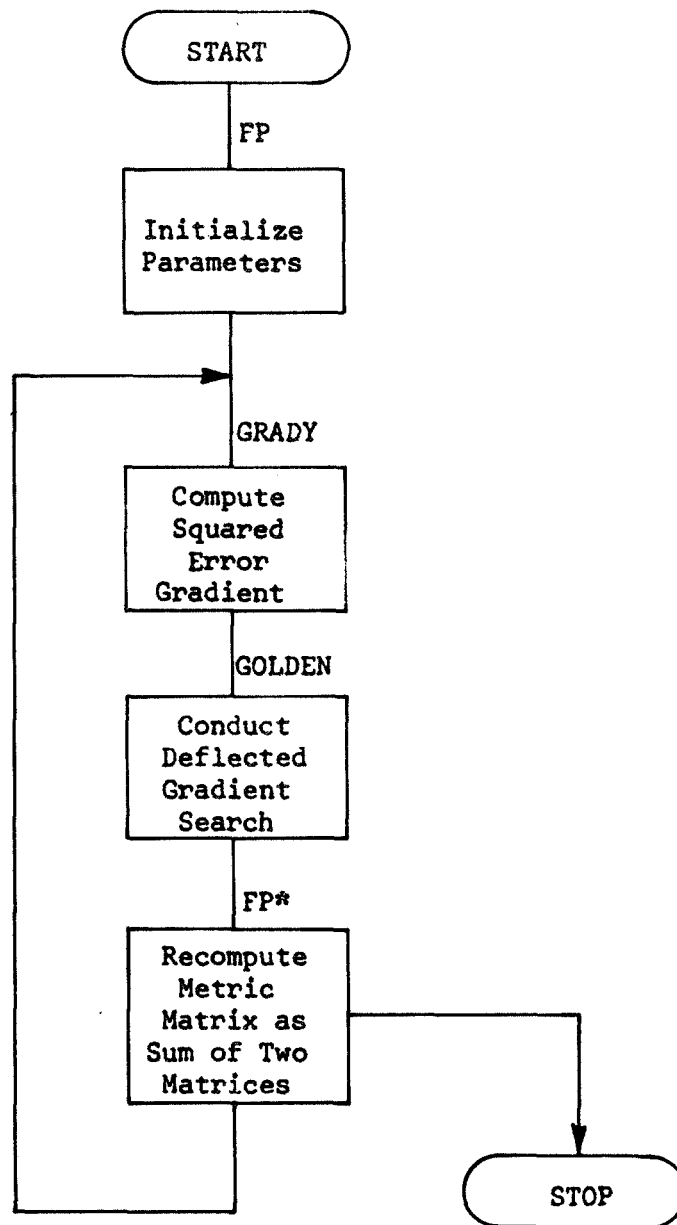 START
FP
Initialize
Parameters
GRADY
Compute
Squared
Error
Gradient
GOLDEN
Conduct
Deflected
Gradient
Search
FP*
Recompute
Metric
Matrix as
Sum of Two
Matrices
STOP